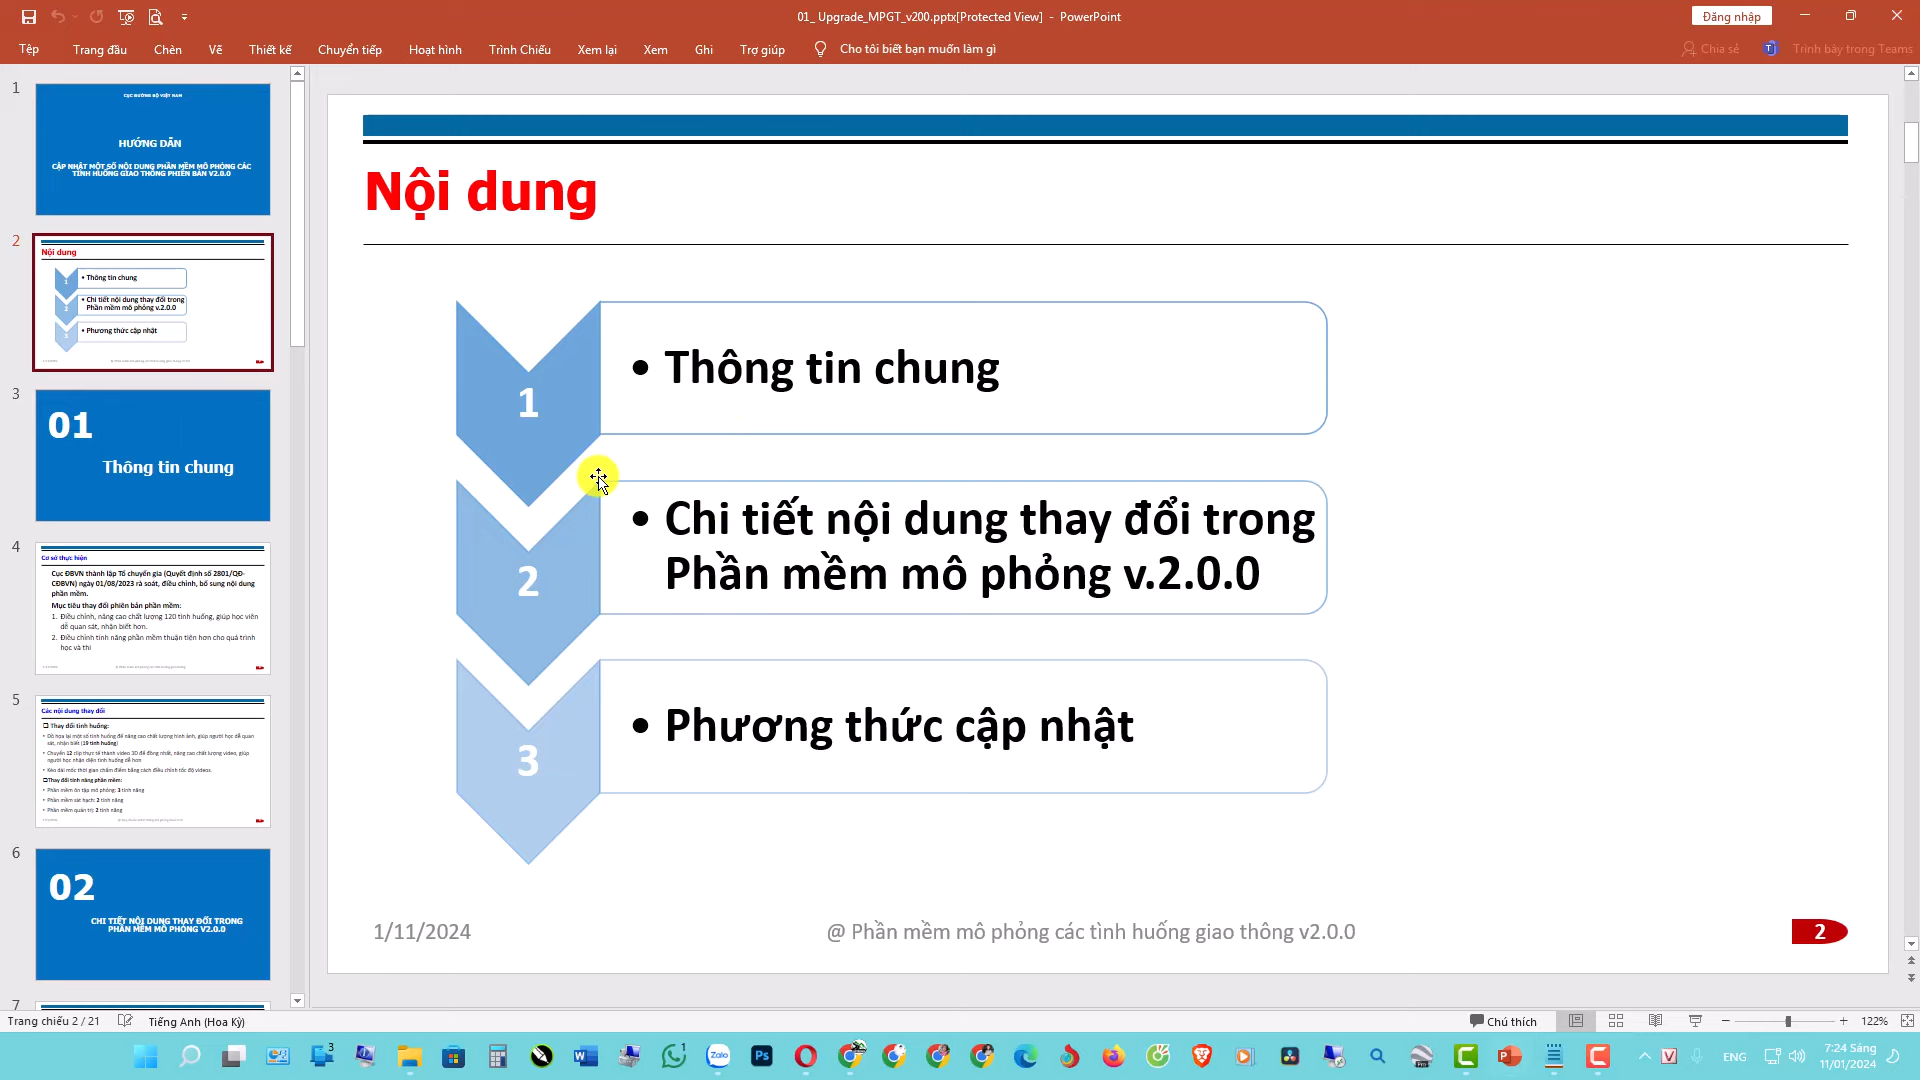 01_ Upgrade_MPGT_v200.pptx[Protected View] - PowerPoint
Đăng nhập
Tệp Trang đầu Chèn Vẽ Thiết kế Chuyển tiếp Hoạt hình Trình Chiếu Xem lại Xem Ghi Trợ giúp Cho tôi biết bạn muốn làm gì Chia sẻ Trình bày trong Teams
1
CỤC ĐƯỜNG BỘ VIỆT NAM
HƯỚNG DẪN
CẬP NHẬT MỘT SỐ NỘI DUNG PHẦN MỀM MÔ PHỎNG CÁC
TÌNH HUỐNG GIAO THÔNG PHIÊN BẢN V2.0.0
2
Nội dung
1
• Thông tin chung
2
• Chi tiết nội dung thay đổi trong
Phần mềm mô phỏng v.2.0.0
3
• Phương thức cập nhật
3
01
Thông tin chung
4
Cơ sở thực hiện
Cục ĐBVN thành lập Tổ chuyên gia (Quyết định số 2801/QĐ-
CĐBVN) ngày 01/08/2023 rà soát, điều chỉnh, bổ sung nội dung
phần mềm.
Mục tiêu thay đổi phiên bản phần mềm:
1. Điều chỉnh, nâng cao chất lượng 120 tình huống, giúp học viên
dễ quan sát, nhận biết hơn.
2. Điều chỉnh tính năng phần mềm thuận tiện hơn cho quá trình
học và thi
5
Các nội dung thay đổi
Thay đổi tình huống:
• Đồ họa lại một số tình huống để nâng cao chất lượng hình ảnh, giúp người học dễ quan
sát, nhận biết (19 tình huống)
• Chuyển 12 clip thực tế thành video 3D để đồng nhất, nâng cao chất lượng video, giúp
người học nhận diện tình huống dễ hơn
• Kéo dài mốc thời gian chấm điểm bằng cách điều chỉnh tốc độ videos.
Thay đổi tính năng phần mềm:
• Phần mềm ôn tập mô phỏng: 3 tính năng
• Phần mềm sát hạch: 2 tính năng
• Phần mềm quản trị: 2 tính năng
6
02
CHI TIẾT NỘI DUNG THAY ĐỔI TRONG
PHẦN MỀM MÔ PHỎNG V2.0.0
7
Nội dung
1
• Thông tin chung
2
• Chi tiết nội dung thay đổi trong
Phần mềm mô phỏng v.2.0.0
3
• Phương thức cập nhật
1/11/2024
@ Phần mềm mô phỏng các tình huống giao thông v2.0.0
2
Trang chiếu 2 / 21 Tiếng Anh (Hoa Kỳ) Chú thích 122%
3 1 Zalo Ps ENG
7:24 Sáng
11/01/2024